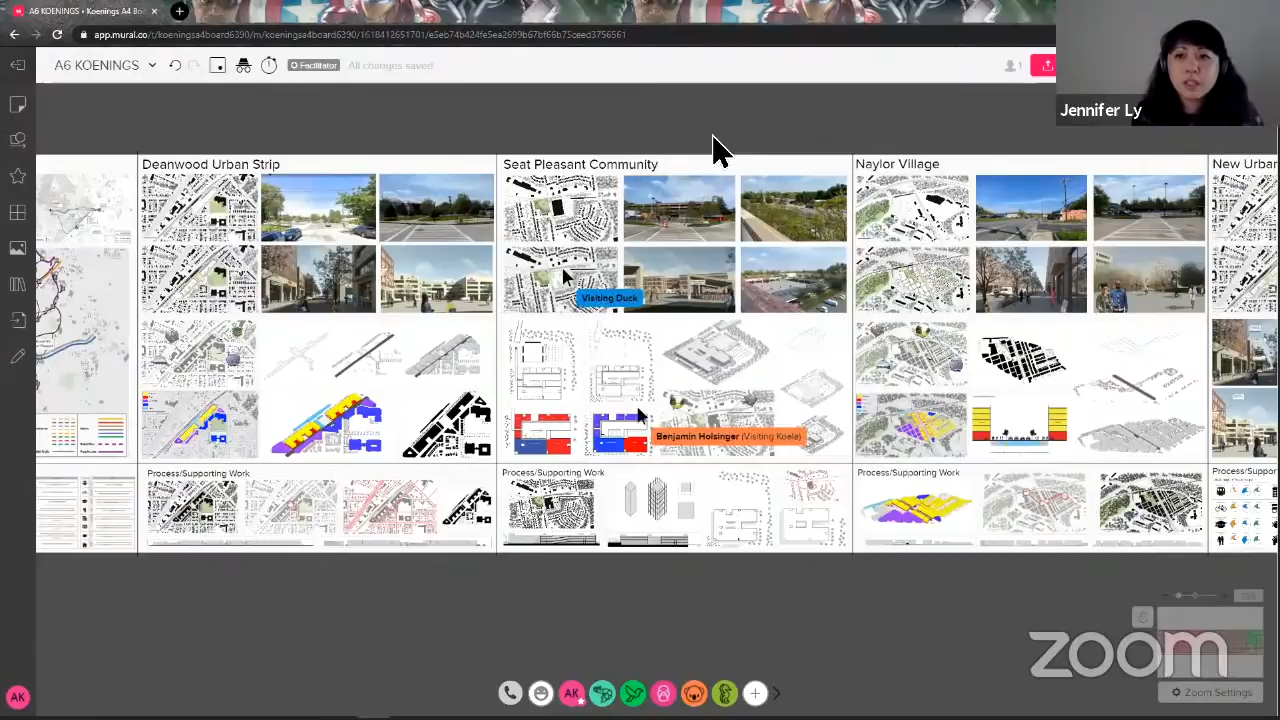 A6 KOENINGS • Koenings A4 Bo
app.mural.co/t/koeningsa4board6390/m/koeningsa4board6390/1618412651701/e5eb74b424fe5ea2699b67bf66b75ceed3756561
A6 KOENINGS
Facilitator
All changes saved
1
Jennifer Ly
Deanwood Urban Strip
Seat Pleasant Community
Naylor Village
New Urba
Visiting Duck
Benjamin Holsinger (Visiting Koala)
Process/Supporting Work
Process/Supporting Work
Process/Supporting Work
Process/Suppor
zoom
Zoom Settings
AK
AK